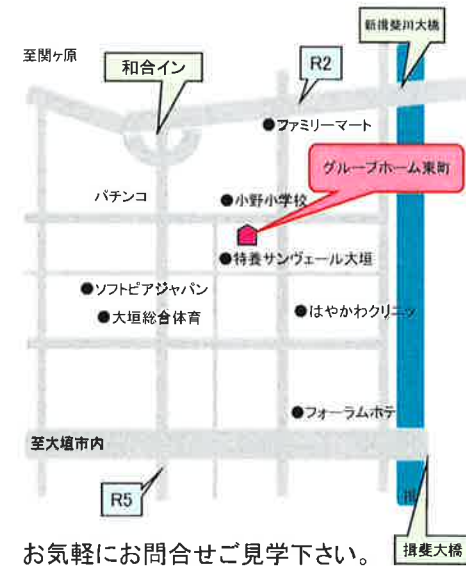 新揖斐川大橋
至関ヶ原
和合イン
R2
●ファミリーマート
グループホーム東町
パチンコ
●小野小学校
●特養サンヴェール大垣
●ソフトピアジャパン
●はやかわクリニッ
●大垣総合体育
●フォーラムホテ
至大垣市内
R5
揖
揖斐大橋
お気軽にお問合せご見学下さい。